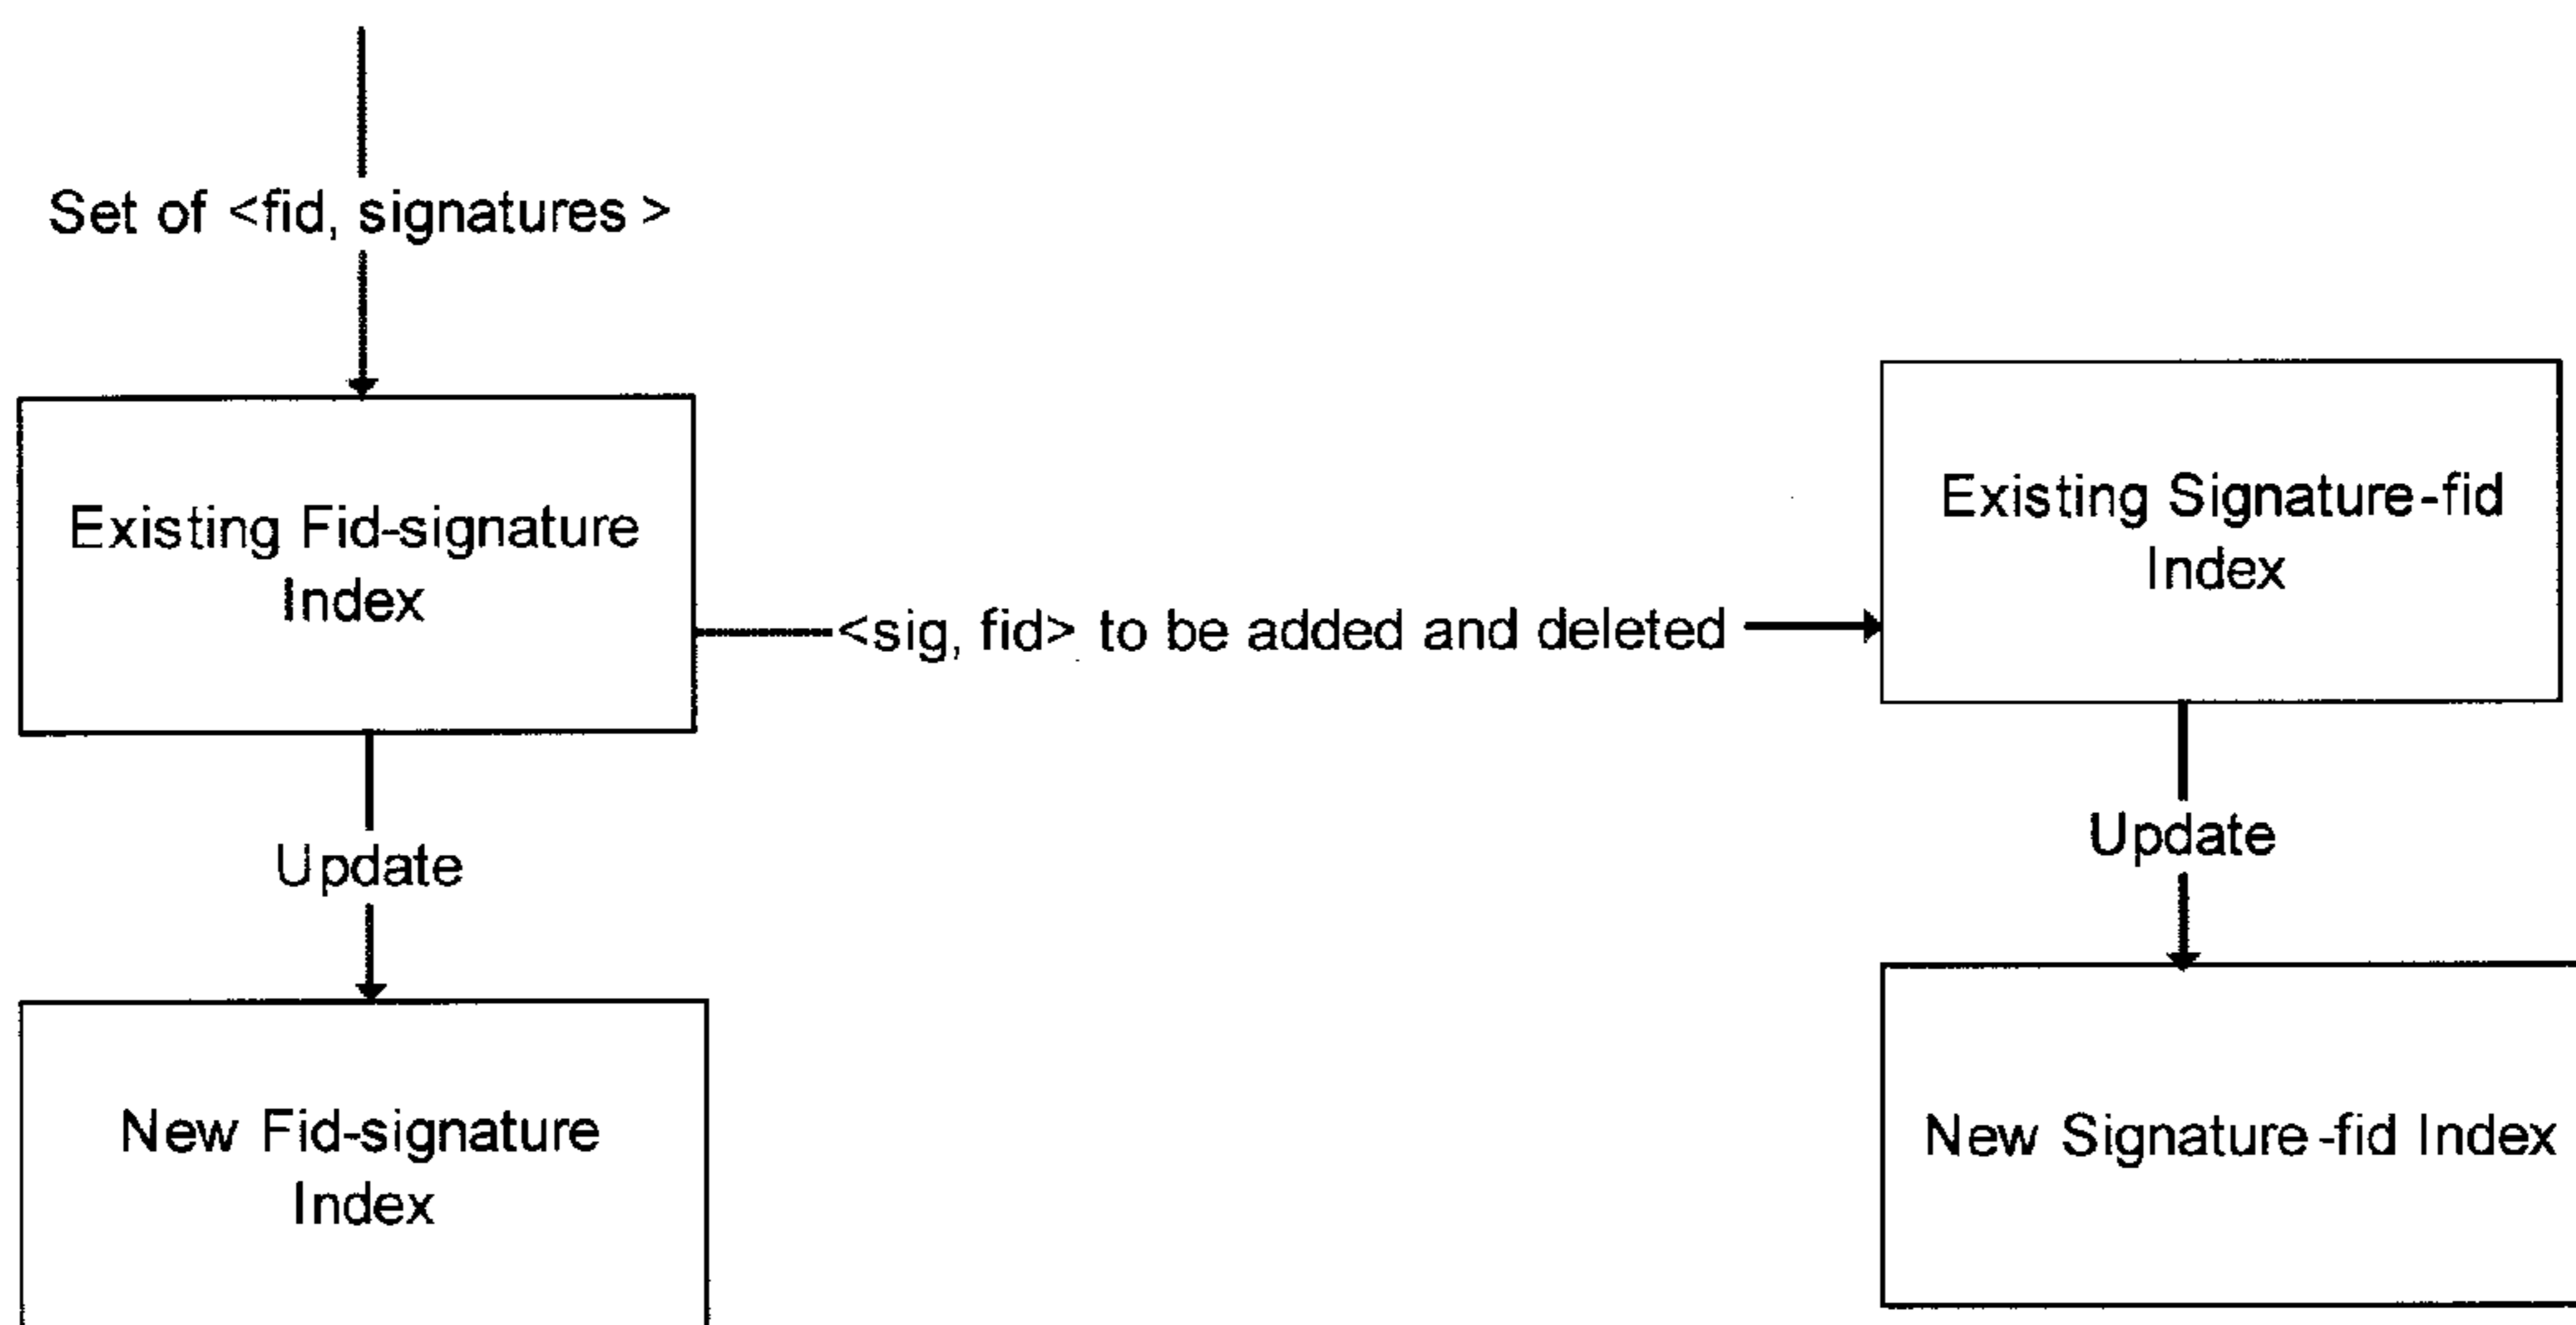 Set of <fid, signatures >
Existing Fid-signature
Index
<sig, fid> to be added and deleted
Existing Signature-fid
Index
Update
Update
New Fid-signature
Index
New Signature-fid Index